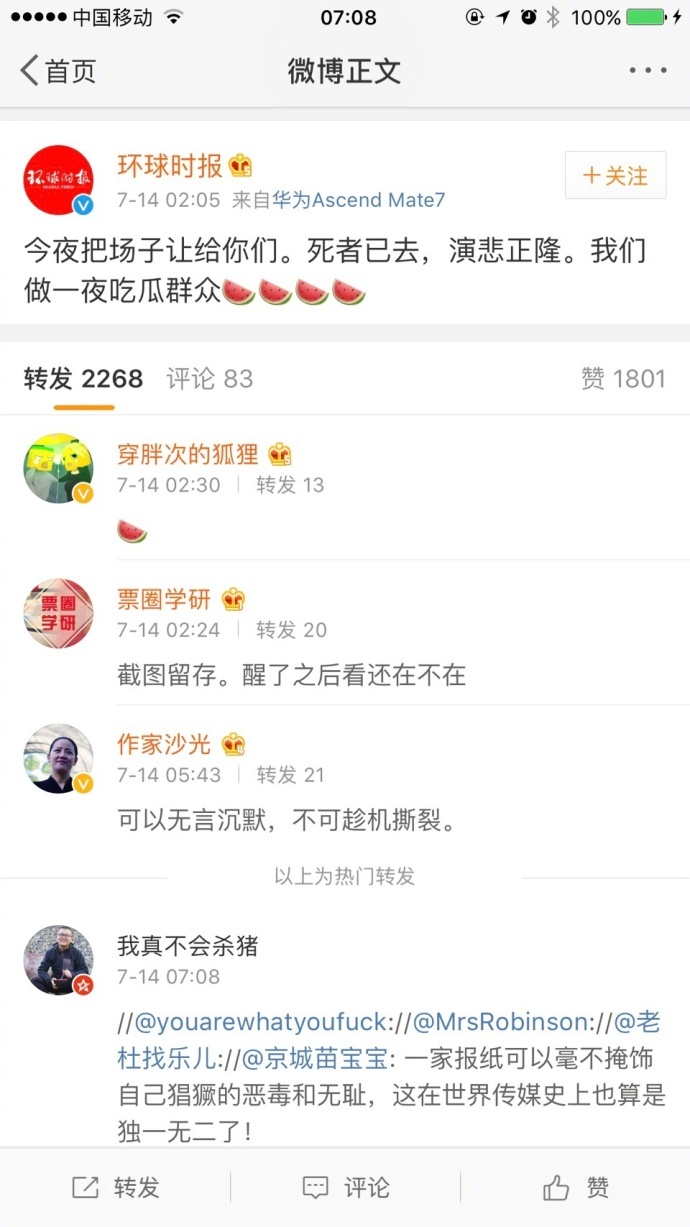 中国移动 07:08 100%
首页 微博正文
环球时报
环球时报
+关注
7-14 02:05 来自华为Ascend Mate7
今夜把场子让给你们。死者已去，演悲正隆。我们
做一夜吃瓜群众🍉🍉🍉🍉
转发 2268 评论 83 赞 1801
穿胖次的狐狸
7-14 02:30 转发 13
🍉
票圈
学研
票圈学研
7-14 02:24 转发 20
截图留存。醒了之后看还在不在
作家沙光
7-14 05:43 转发 21
可以无言沉默，不可趁机撕裂。
以上为热门转发
我真不会杀猪
7-14 07:08
//@youarewhatyoufuck://@MrsRobinson://@老
杜找乐儿://@京城苗宝宝: 一家报纸可以毫不掩饰
自己猖獗的恶毒和无耻，这在世界传媒史上也算是
独一无二了！
转发 评论 赞